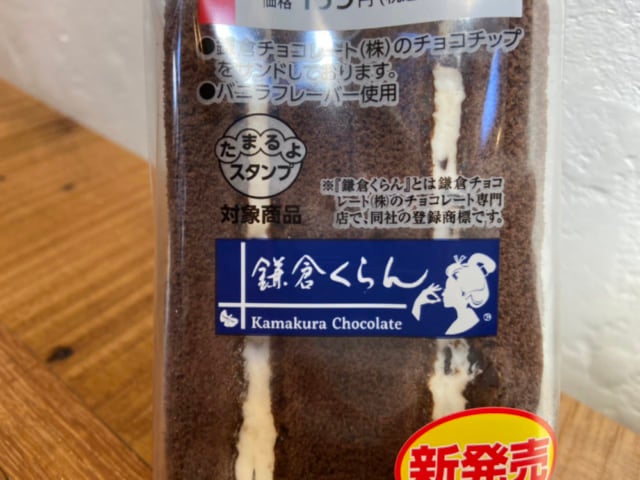 価格
●鎌倉チョコレート(株)のチョコチップ
をサンドしております。
●バニラフレーバー使用
たまるよ
スタンプ
対象商品
※『鎌倉くらん』とは鎌倉チョコ
レート(株)のチョコレート専門
店で、同社の登録商標です。
鎌倉くらん
Kamakura Chocolate
新発売